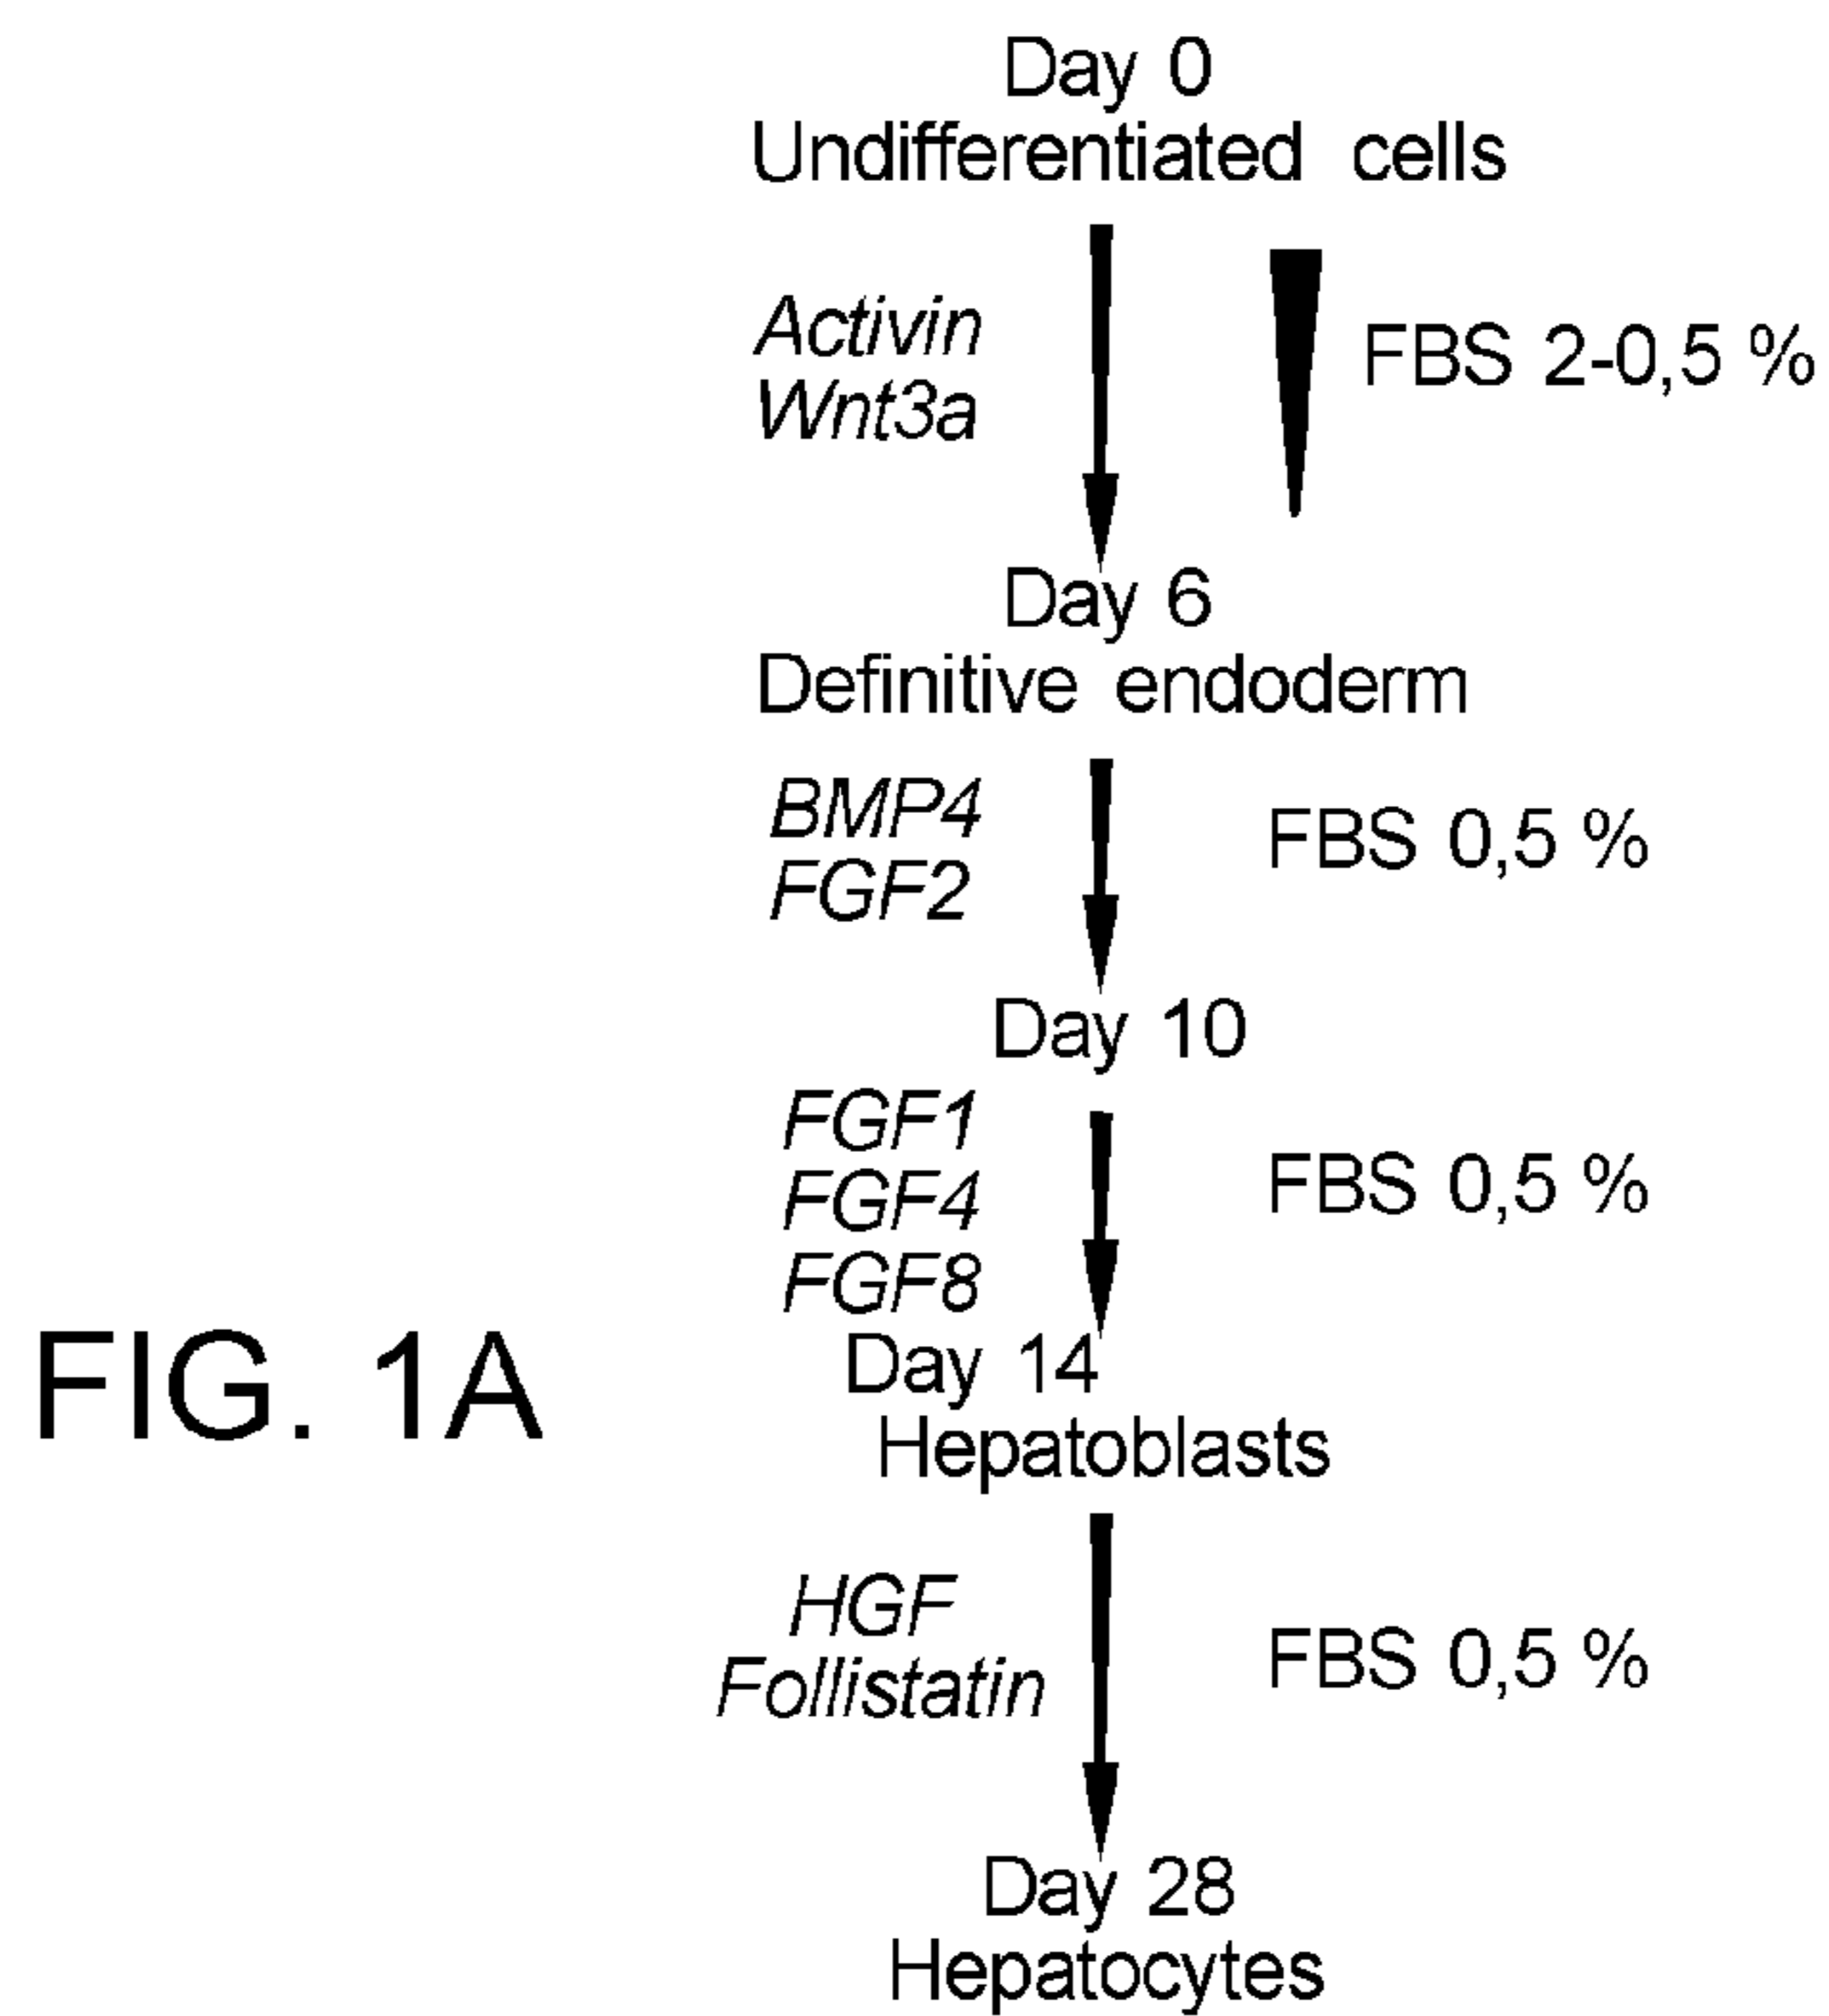 Day 0
Undifferentiated cells
Activin
Wnt3a
FBS 2-0,5 %
Day 6
Definitive endoderm
BMP4
FGF2
FBS 0,5 %
Day 10
FGF1
FGF4
FGF8
FBS 0,5 %
Day 14
Hepatoblasts
FIG. 1A
HGF
Follistatin
FBS 0,5 %
Day 28
Hepatocytes